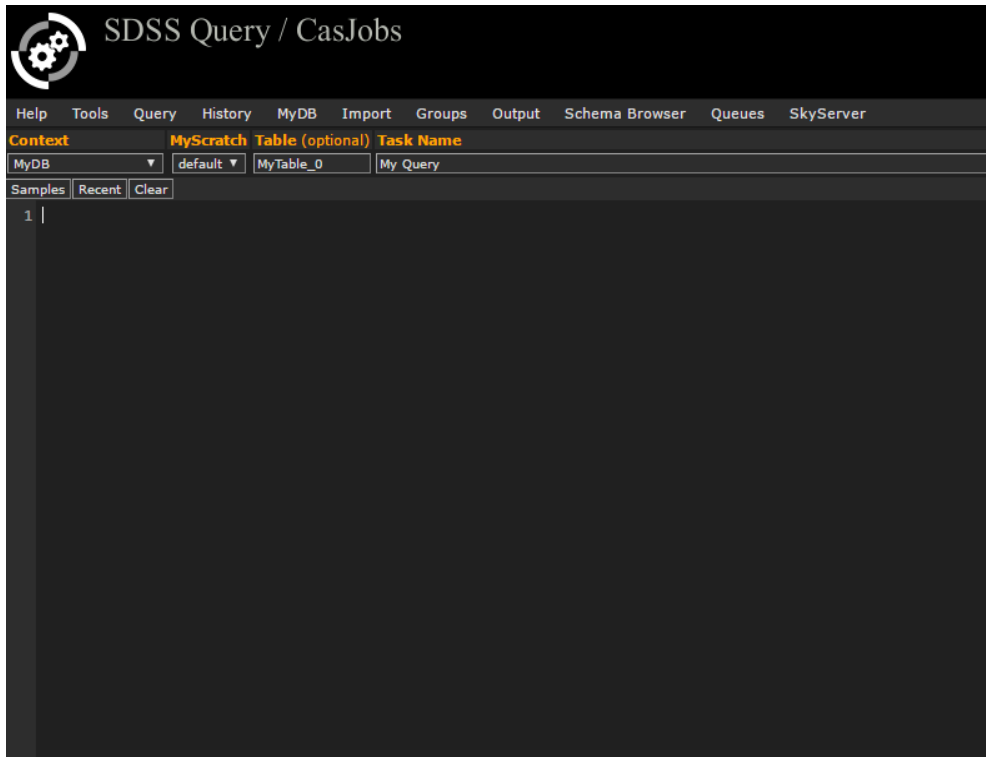 SDSS Query / CasJobs
Help Tools Query History MyDB Import Groups Output Schema Browser Queues SkyServer
Context MyScratch Table (optional) Task Name
MyDB default MyTable_0 My Query
Samples Recent Clear
1